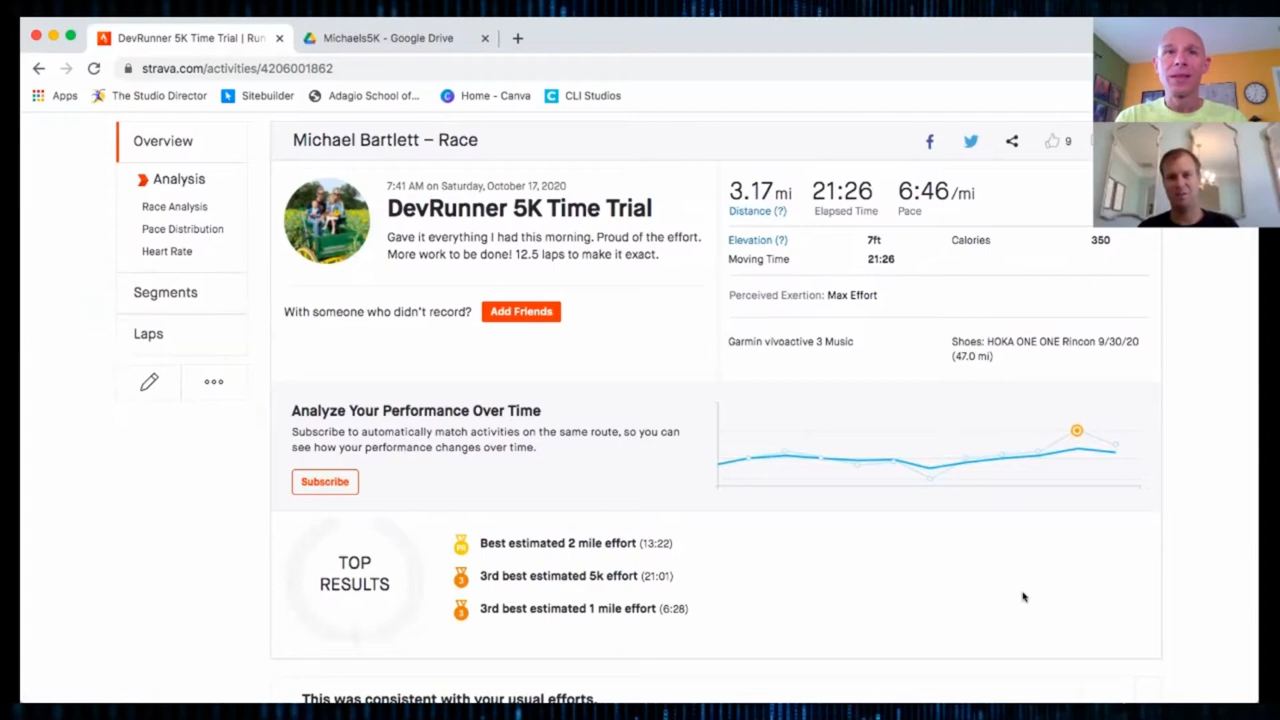 DevRunner 5K Time Trial | Run
Michaels5K - Google Drive
strava.com/activities/4206001862
Apps
The Studio Director
Sitebuilder
Adagio School of...
Home - Canva
CLI Studios
Overview
Analysis
Race Analysis
Pace Distribution
Heart Rate
Segments
Laps
Michael Bartlett – Race
9
7:41 AM on Saturday, October 17, 2020
DevRunner 5K Time Trial
Gave it everything I had this morning. Proud of the effort.
More work to be done! 12.5 laps to make it exact.
With someone who didn't record? Add Friends
3.17mi 21:26 6:46/mi
Distance (?) Elapsed Time Pace
Elevation (?) 7ft Calories 350
Moving Time 21:26
Perceived Exertion: Max Effort
Garmin vivoactive 3 Music
Shoes: HOKA ONE ONE Rincon 9/30/20
(47.0 mi)
Analyze Your Performance Over Time
Subscribe to automatically match activities on the same route, so you can
see how your performance changes over time.
Subscribe
TOP
RESULTS
PR
Best estimated 2 mile effort (13:22)
3
3rd best estimated 5k effort (21:01)
3
3rd best estimated 1 mile effort (6:28)
This was consistent with your usual efforts.